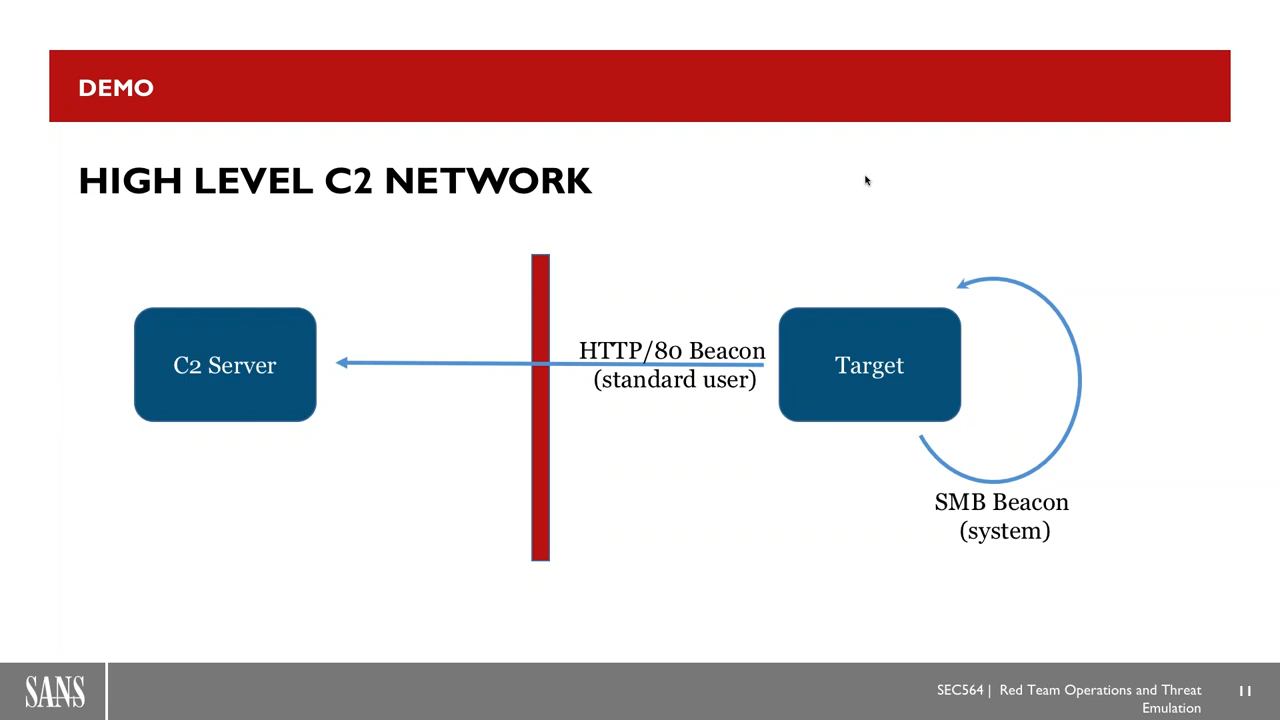 DEMO
HIGH LEVEL C2 NETWORK
C2 Server
HTTP/80 Beacon
(standard user)
Target
SMB Beacon
(system)
SANS
SEC564 | Red Team Operations and Threat
Emulation
11